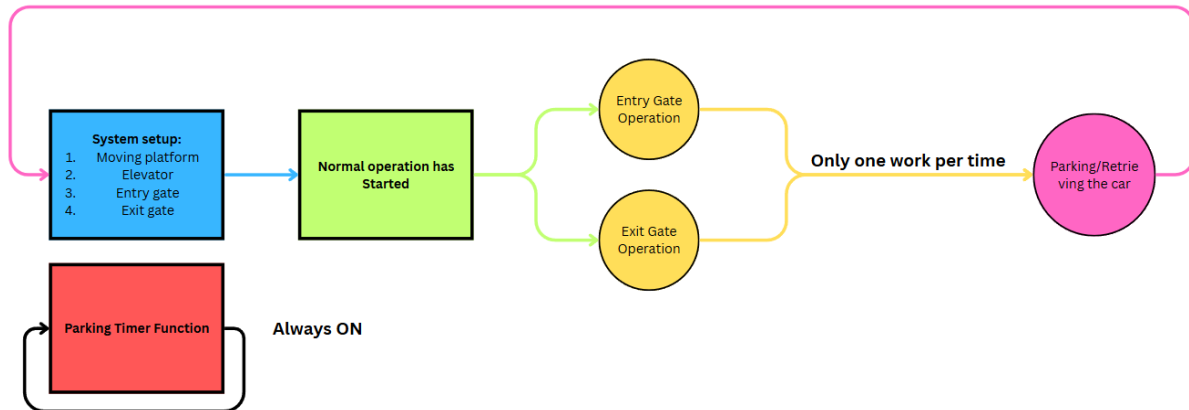 System setup:
1. Moving platform
2. Elevator
3. Entry gate
4. Exit gate
Normal operation has
Started
Entry Gate
Operation
Exit Gate
Operation
Only one work per time
Parking/Retrie
ving the car
Parking Timer Function
Always ON